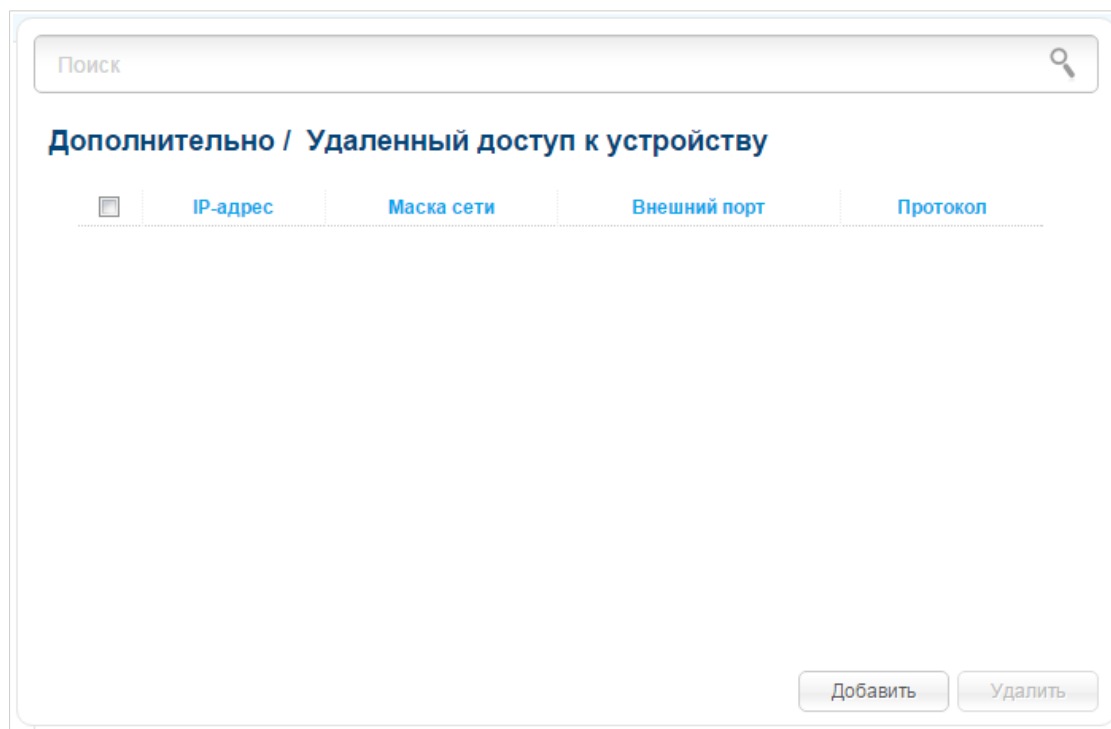 Поиск
Дополнительно / Удаленный доступ к устройству
IP-адрес Маска сети Внешний порт Протокол
Добавить Удалить